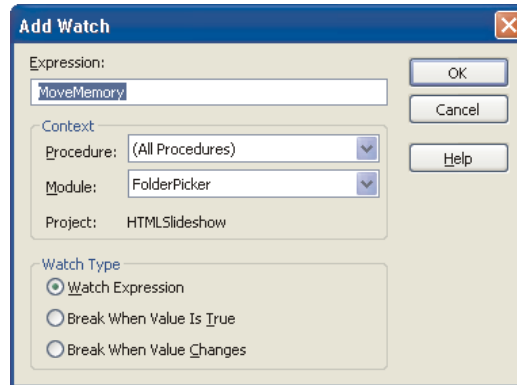 Add Watch
Expression:
MoveMemory
OK
Cancel
Help
Context
Procedure: (All Procedures)
Module: FolderPicker
Project: HTMLSlideshow
Watch Type
Watch Expression
Break When Value Is True
Break When Value Changes